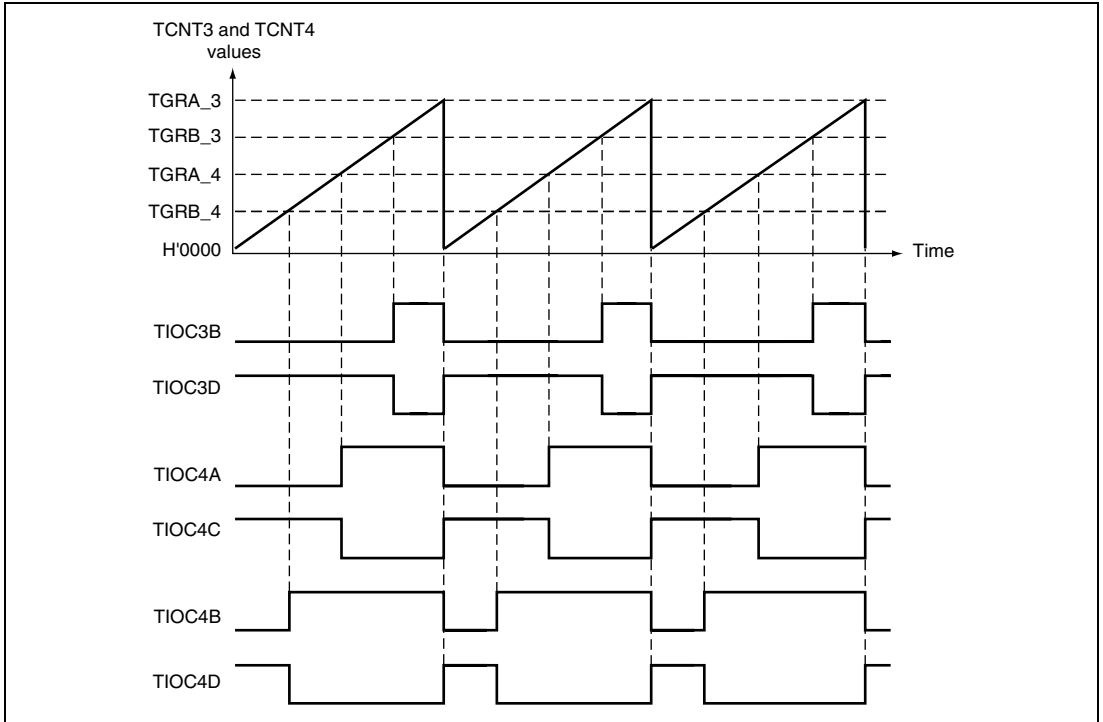 TCNT3 and TCNT4
values
TGRA_3
TGRB_3
TGRA_4
TGRB_4
H'0000
Time
TIOC3B
TIOC3D
TIOC4A
TIOC4C
TIOC4B
TIOC4D